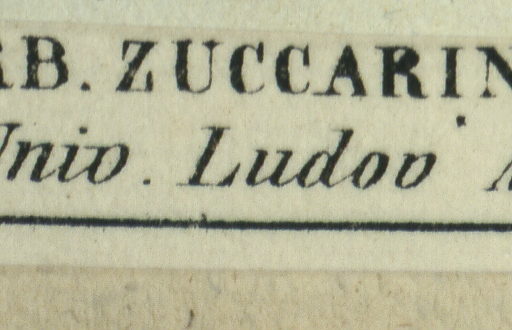 RB. ZUCCARIN
Univ. Ludov